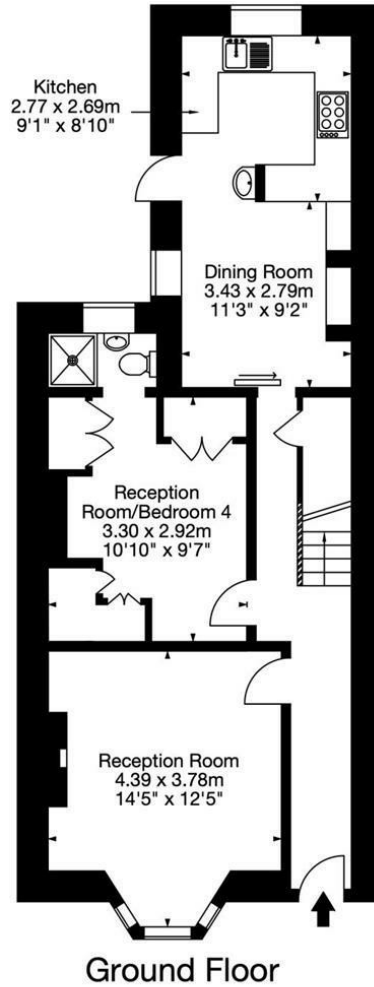 Kitchen
2.77 x 2.69m
9'1" x 8'10"
Dining Room
3.43 x 2.79m
11'3" x 9'2"
Reception
Room/Bedroom 4
3.30 x 2.92m
10'10" x 9'7"
Reception Room
4.39 x 3.78m
14'5" x 12'5"
Ground Floor